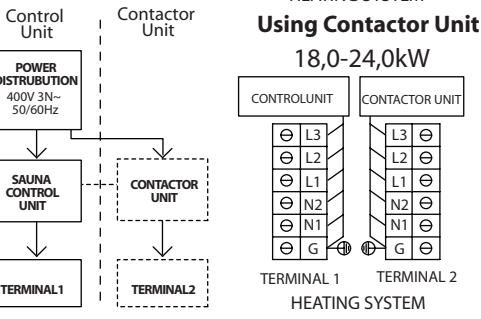 Control
Unit
Contactor
Unit
POWER
DISTRUBUTION
400V 3N~
50/60Hz
SAUNA
CONTROL
UNIT
CONTACTOR
UNIT
TERMINAL1
TERMINAL2
Using Contactor Unit
18,0-24,0kW
CONTROLUNIT
CONTACTOR UNIT
L3
L2
L1
N2
N1
G
L3
L2
L1
N2
N1
G
TERMINAL 1
TERMINAL 2
HEATING SYSTEM